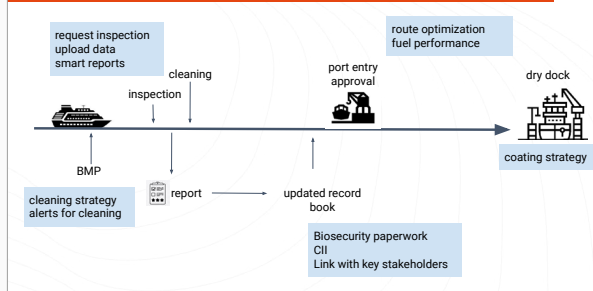 request inspection
upload data
smart reports
route optimization
fuel performance
cleaning
inspection
port entry
approval
dry dock
coating strategy
BMP
cleaning strategy
alerts for cleaning
report
updated record
book
Biosecurity paperwork
CII
Link with key stakeholders